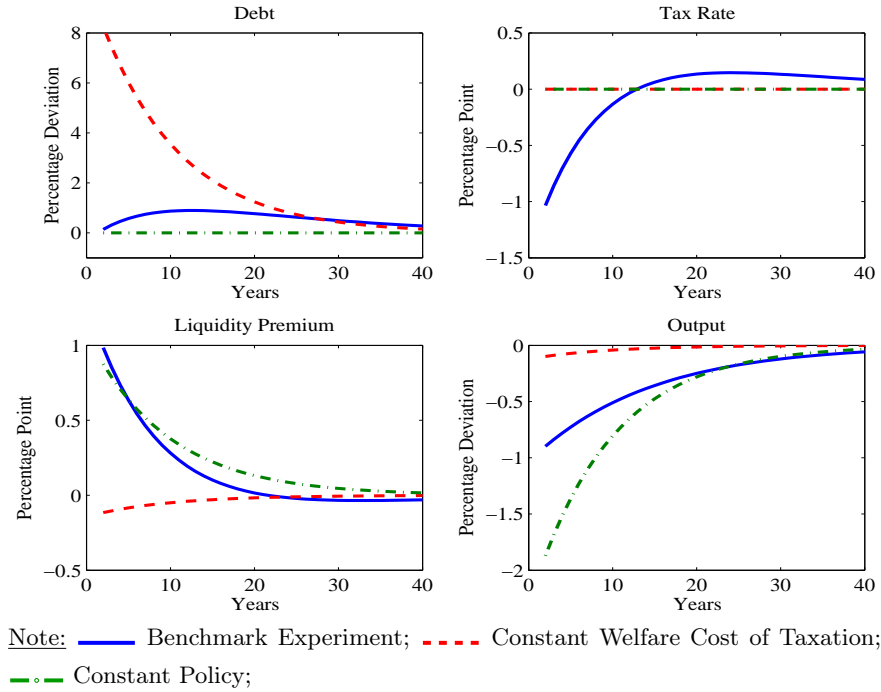 Debt
Percentage Deviation
8
6
4
2
0
0 10 20 30 40
Years
Tax Rate
Percentage Point
0.5
0
−0.5
−1
−1.5
0 10 20 30 40
Years
Liquidity Premium
Percentage Point
1
0.5
0
−0.5
0 10 20 30 40
Years
Output
Percentage Deviation
0
−0.5
−1
−1.5
−2
0 10 20 30 40
Years
Note: Benchmark Experiment; Constant Welfare Cost of Taxation;
Constant Policy;